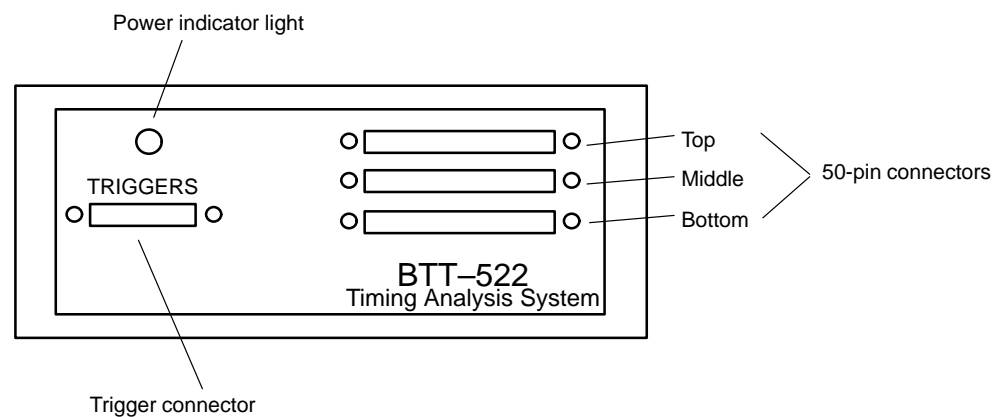 Power indicator light
TRIGGERS
Top
Middle
Bottom
50-pin connectors
BTT–522
Timing Analysis System
Trigger connector